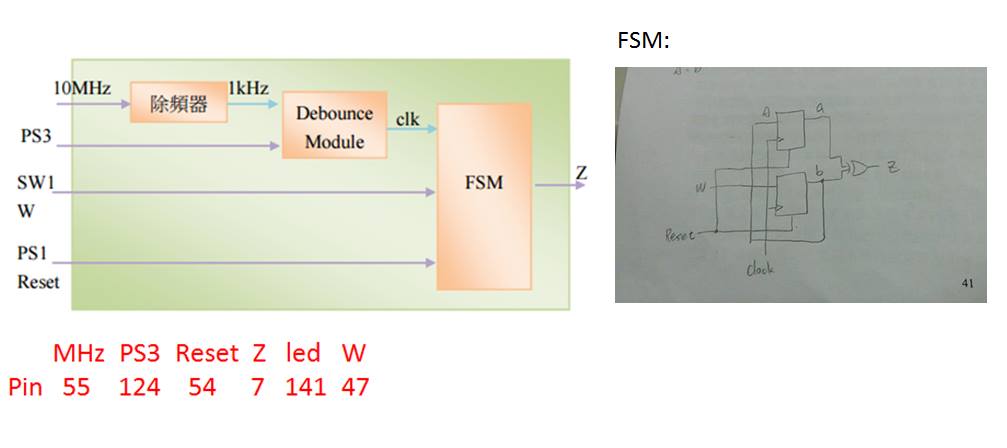 FSM:
10MHz
除頻器
1kHz
Debounce
Module
clk
PS3
SW1
W
FSM
Z
PS1
Reset
A
a
b
Z
W
Reset
Clock
41
MHz PS3 Reset Z led W
Pin 55 124 54 7 141 47